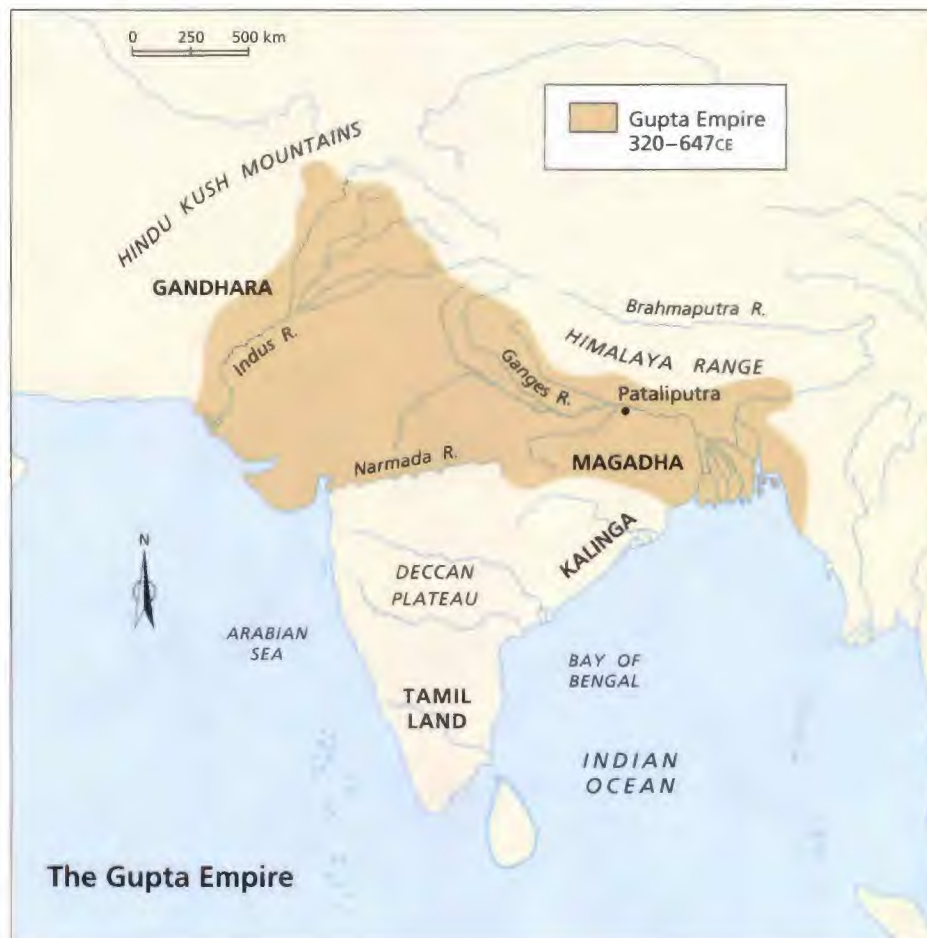 0 250 500 km
Gupta Empire
320–647CE
HINDU KUSH MOUNTAINS
GANDHARA
Indus R.
Brahmaputra R.
HIMALAYA RANGE
Ganges R.
Pataliputra
Narmada R.
MAGADHA
KALINGA
DECCAN
PLATEAU
N
ARABIAN
SEA
BAY OF
BENGAL
TAMIL
LAND
INDIAN
OCEAN
The Gupta Empire